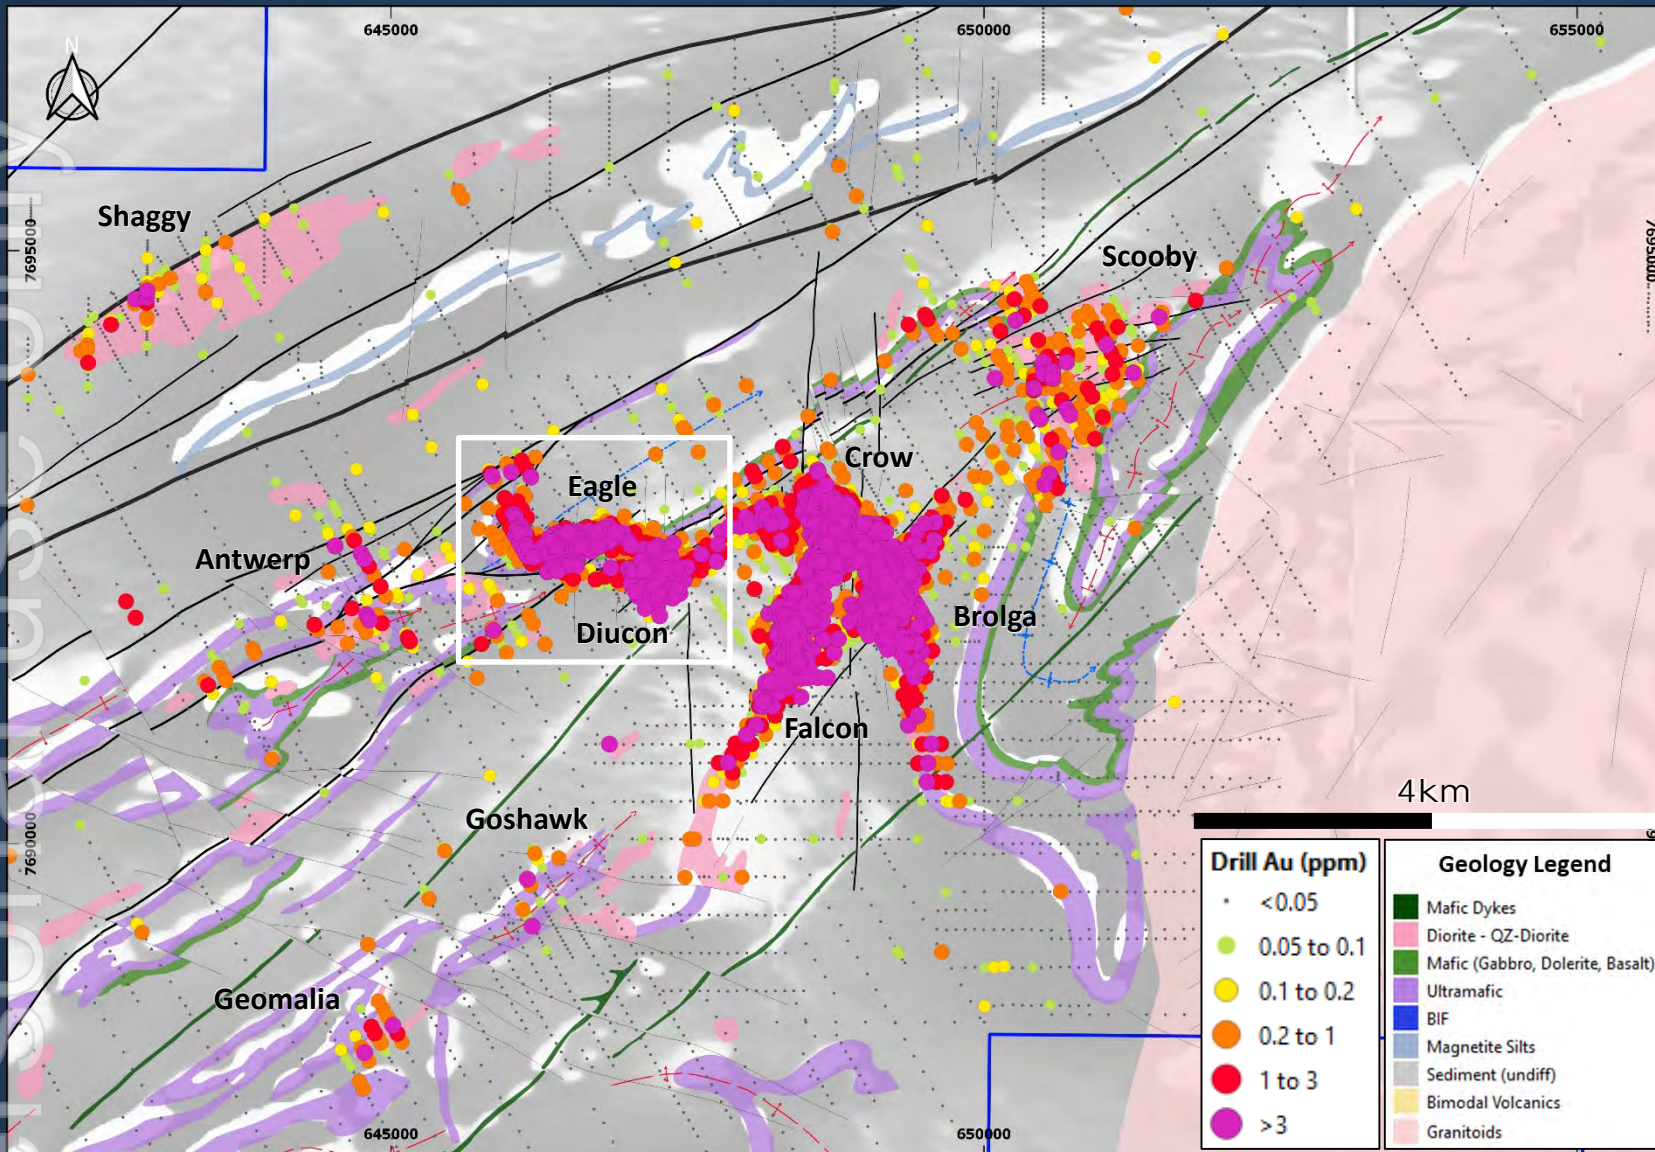 645000
650000
655000
N
7695000
7695000
Shaggy
Scooby
Crow
Eagle
Antwerp
Diucon
Brolga
Falcon
Goshawk
Geomalia
7690000
4km
Drill Au (ppm)
<0.05
0.05 to 0.1
0.1 to 0.2
0.2 to 1
1 to 3
>3
Geology Legend
Mafic Dykes
Diorite - QZ-Diorite
Mafic (Gabbro, Dolerite, Basalt)
Ultramafic
BIF
Magnetite Silts
Sediment (undiff)
Bimodal Volcanics
Granitoids
645000
650000